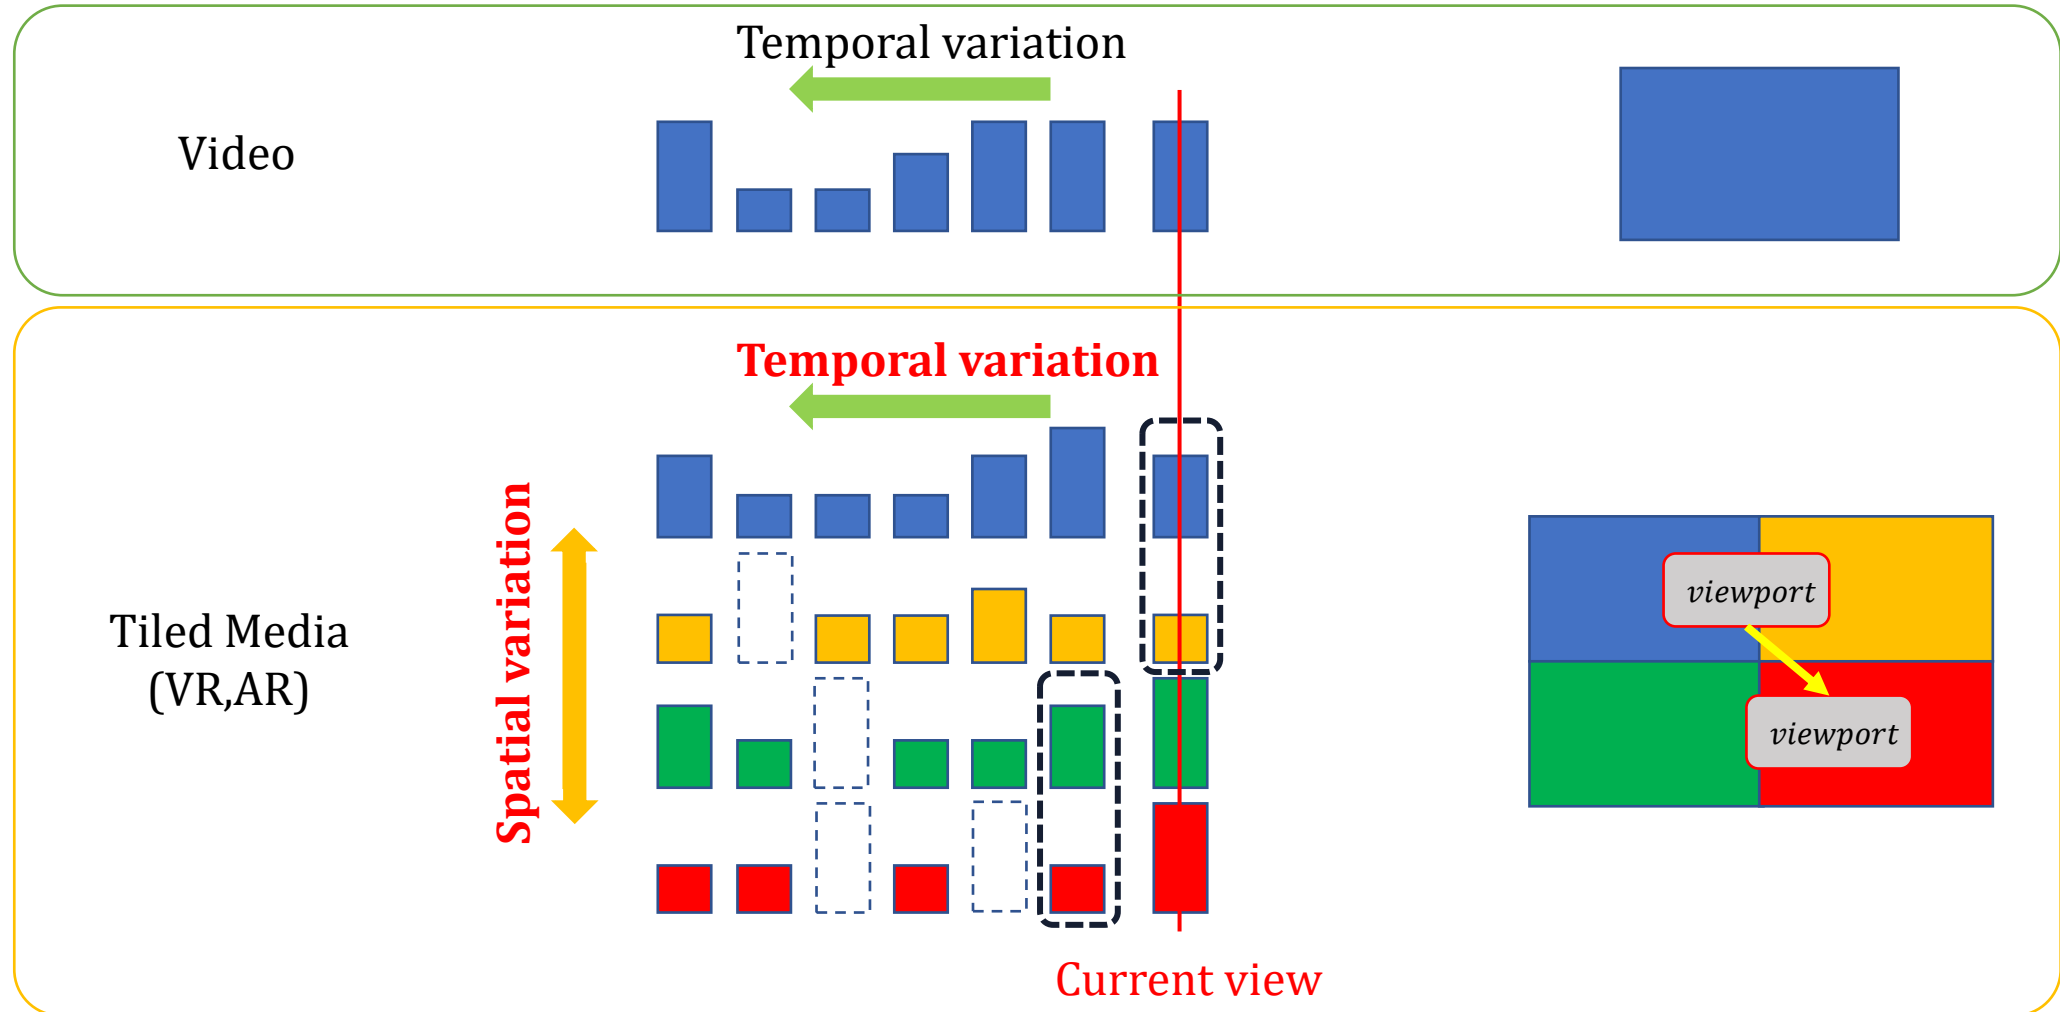 Temporal variation
Video
Temporal variation
Spatial variation
Tiled Media
(VR,AR)
viewport
viewport
Current view